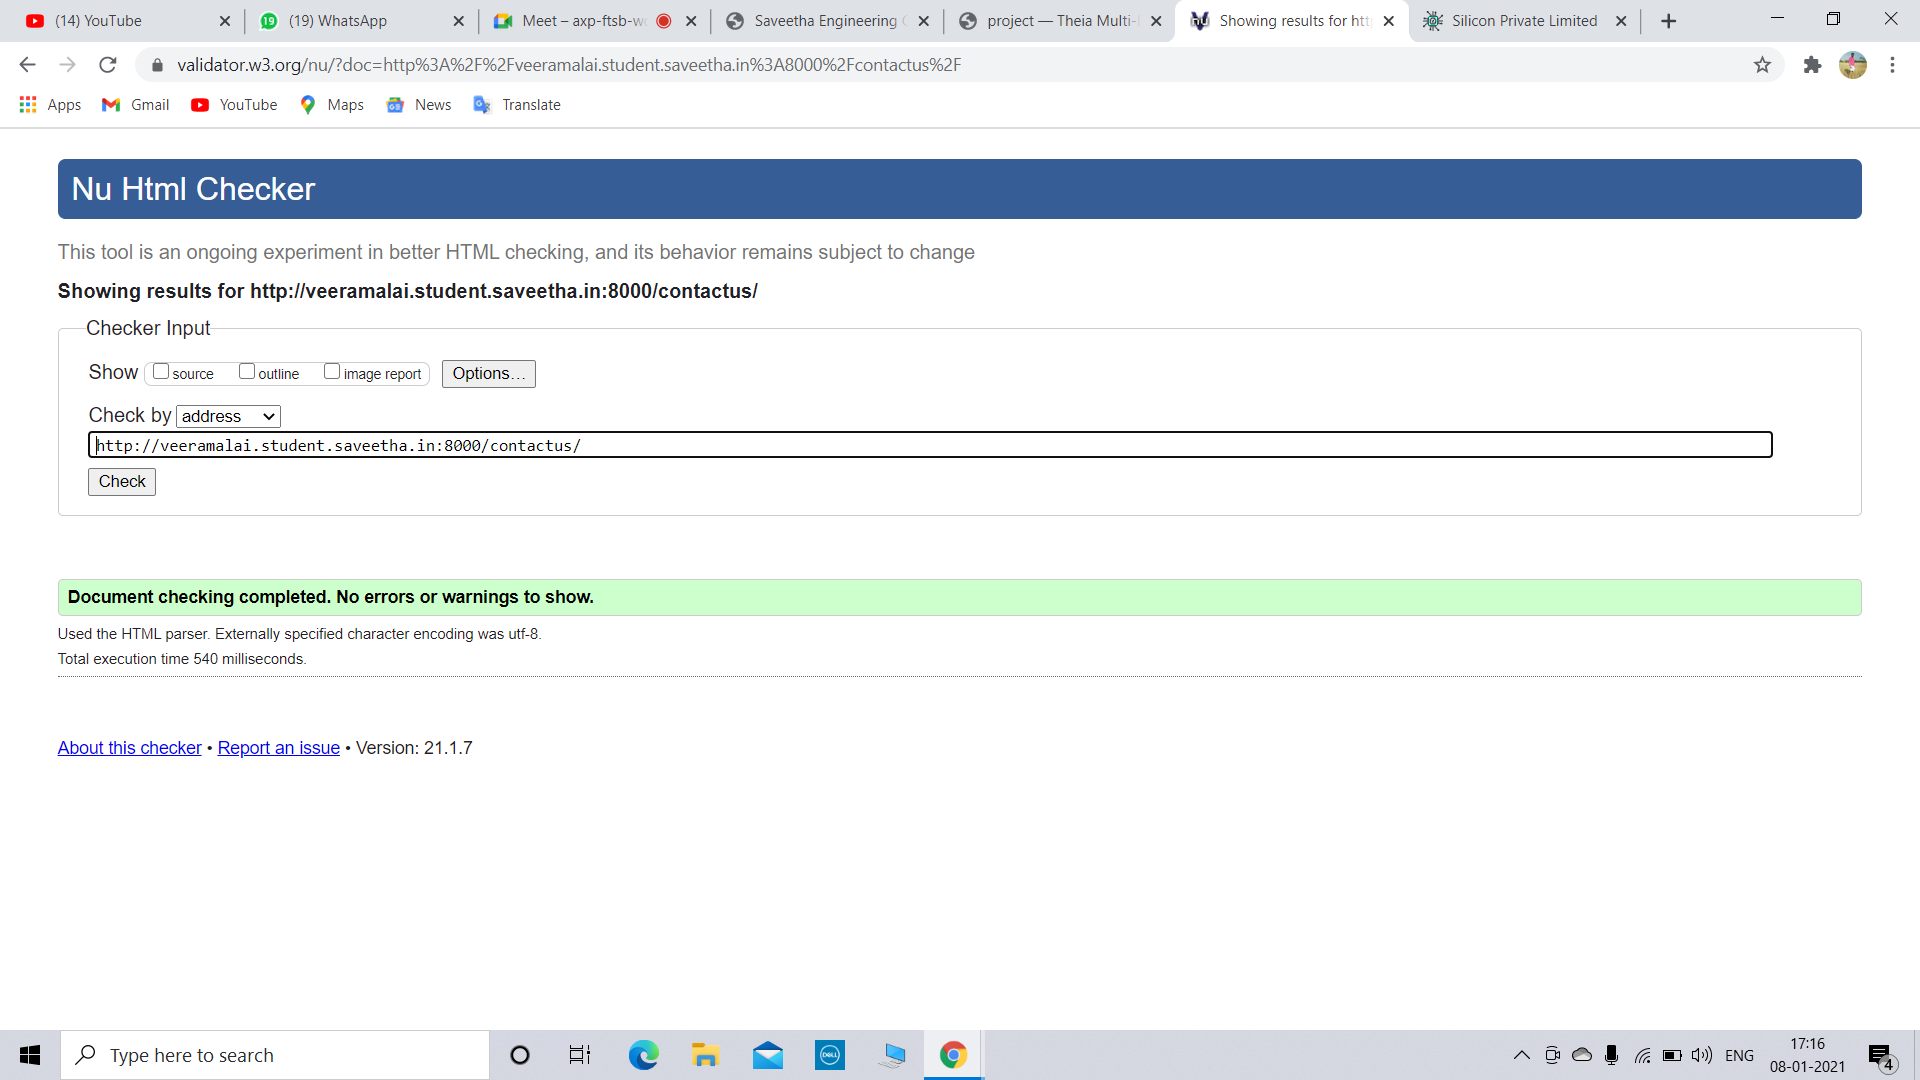 (14) YouTube
(19) WhatsApp
Meet – axp-ftsb-w
Saveetha Engineering
project — Theia Multi-
Showing results for htt
Silicon Private Limited
validator.w3.org/nu/?doc=http%3A%2F%2Fveeramalai.student.saveetha.in%3A8000%2Fcontactus%2F
Apps
Gmail
YouTube
Maps
News
Translate
Nu Html Checker
This tool is an ongoing experiment in better HTML checking, and its behavior remains subject to change
Showing results for http://veeramalai.student.saveetha.in:8000/contactus/
Checker Input
Show source outline image report Options…
Check by address
http://veeramalai.student.saveetha.in:8000/contactus/
Check
Document checking completed. No errors or warnings to show.
Used the HTML parser. Externally specified character encoding was utf-8.
Total execution time 540 milliseconds.
About this checker • Report an issue • Version: 21.1.7
Type here to search
DELL
ENG
17:16
08-01-2021
4